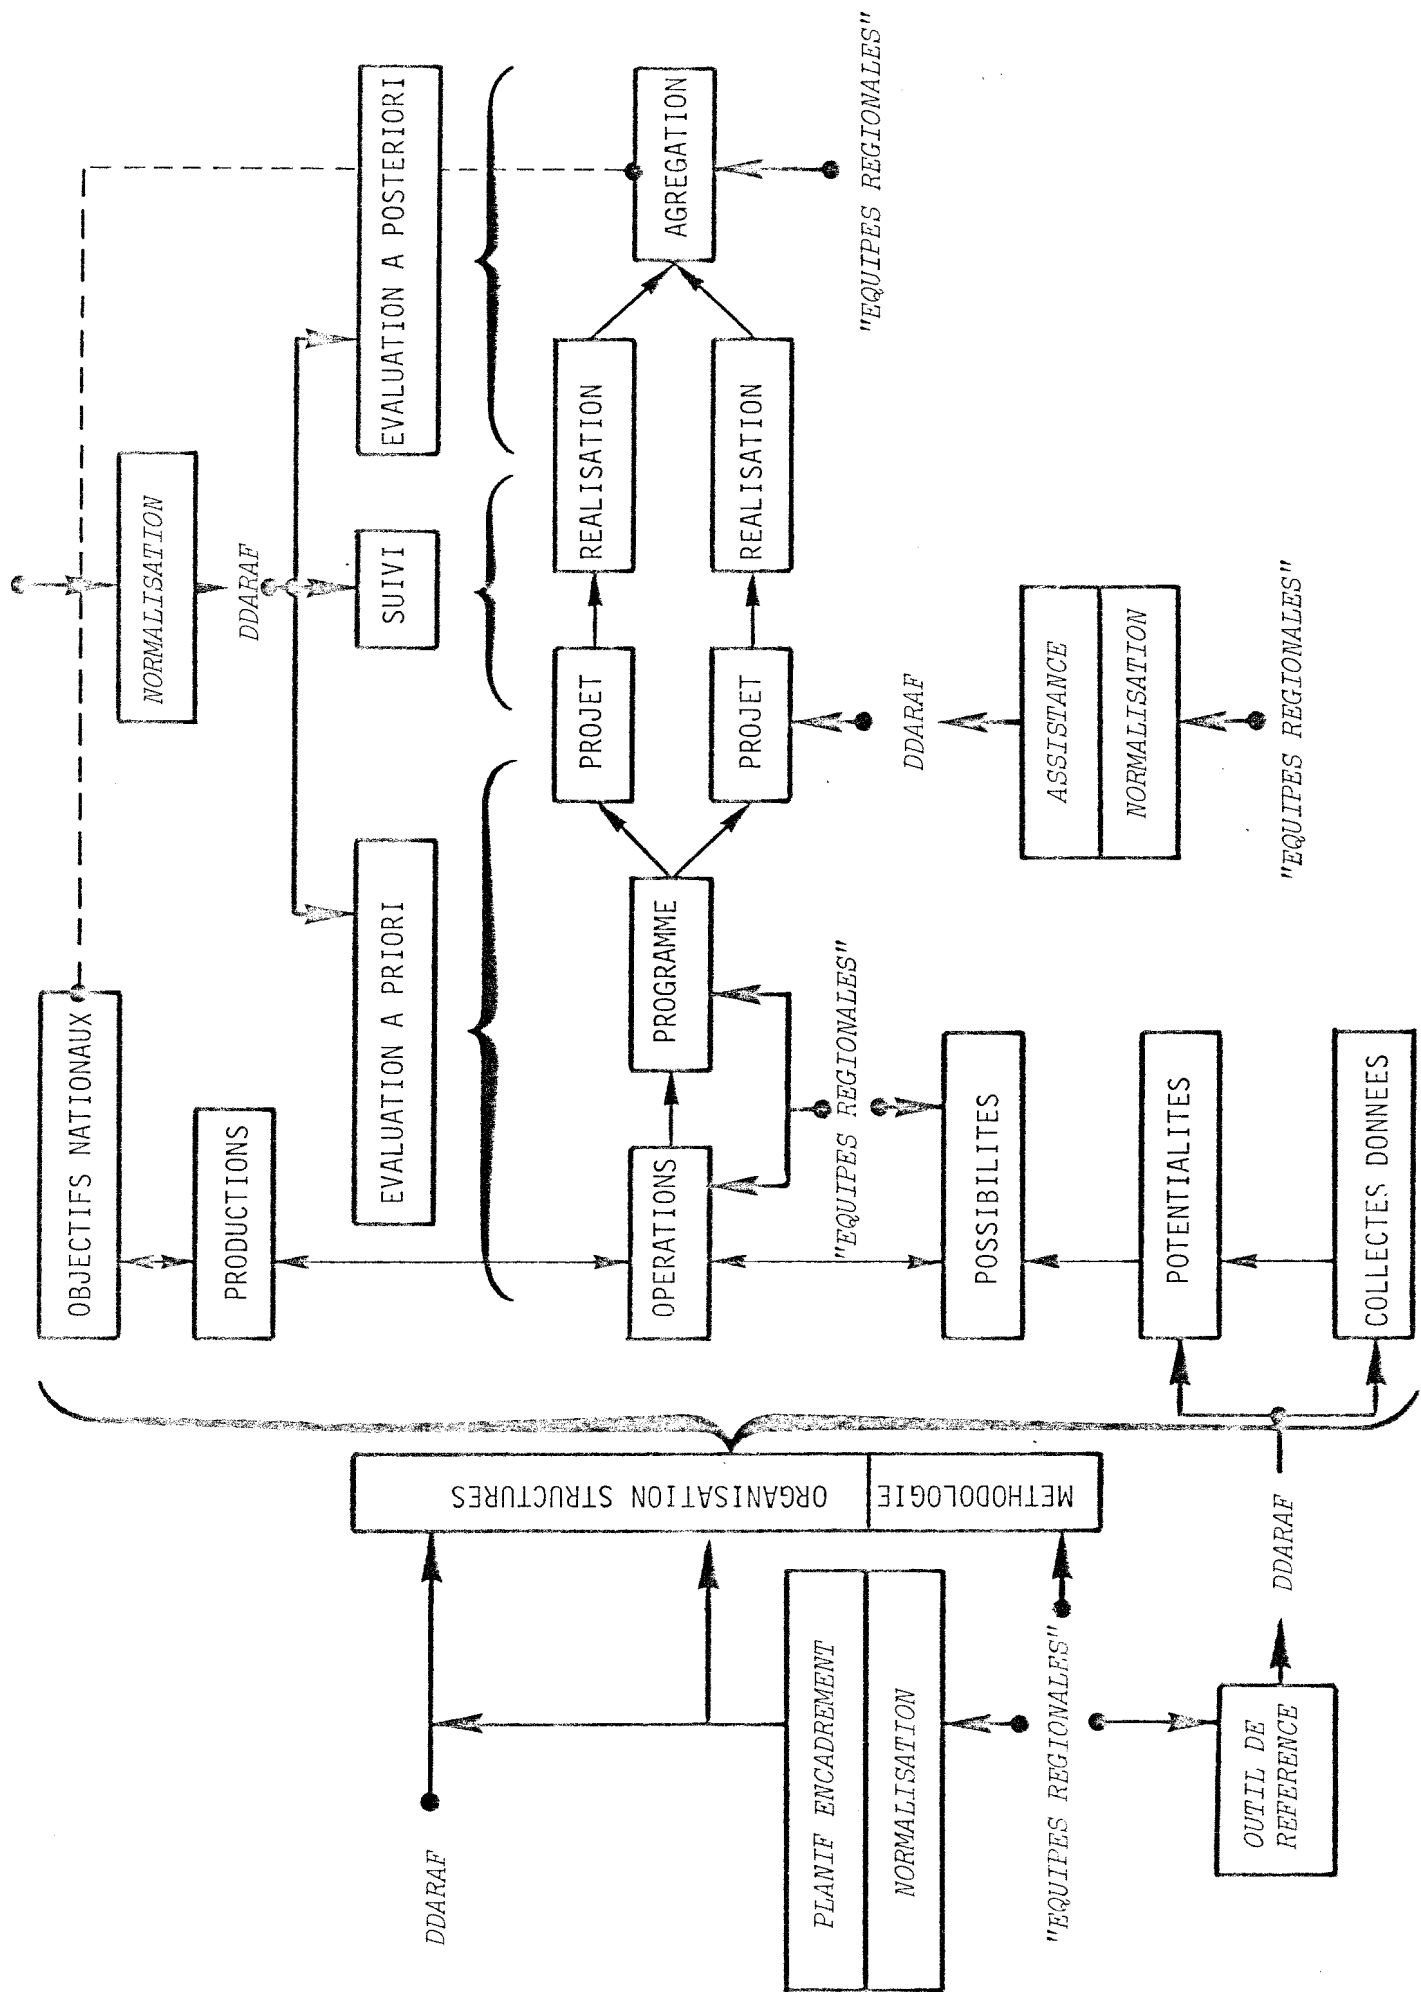 DDARAF
PLANIF ENCADREMENT
NORMALISATION
"EQUIPES REGIONALES"
OUTIL DE
REFERENCE
DDARAF
ORGANISATION STRUCTURES
METHODOLOGIE
OBJECTIFS NATIONAUX
PRODUCTIONS
OPERATIONS
POSSIBILITES
POTENTIALITES
COLLECTES DONNEES
EVALUATION A PRIORI
PROGRAMME
"EQUIPES REGIONALES"
NORMALISATION
DDARAF
SUIVI
PROJET
PROJET
DDARAF
ASSISTANCE
NORMALISATION
"EQUIPES REGIONALES"
REALISATION
REALISATION
EVALUATION A POSTERIORI
AGREGATION
"EQUIPES REGIONALES"